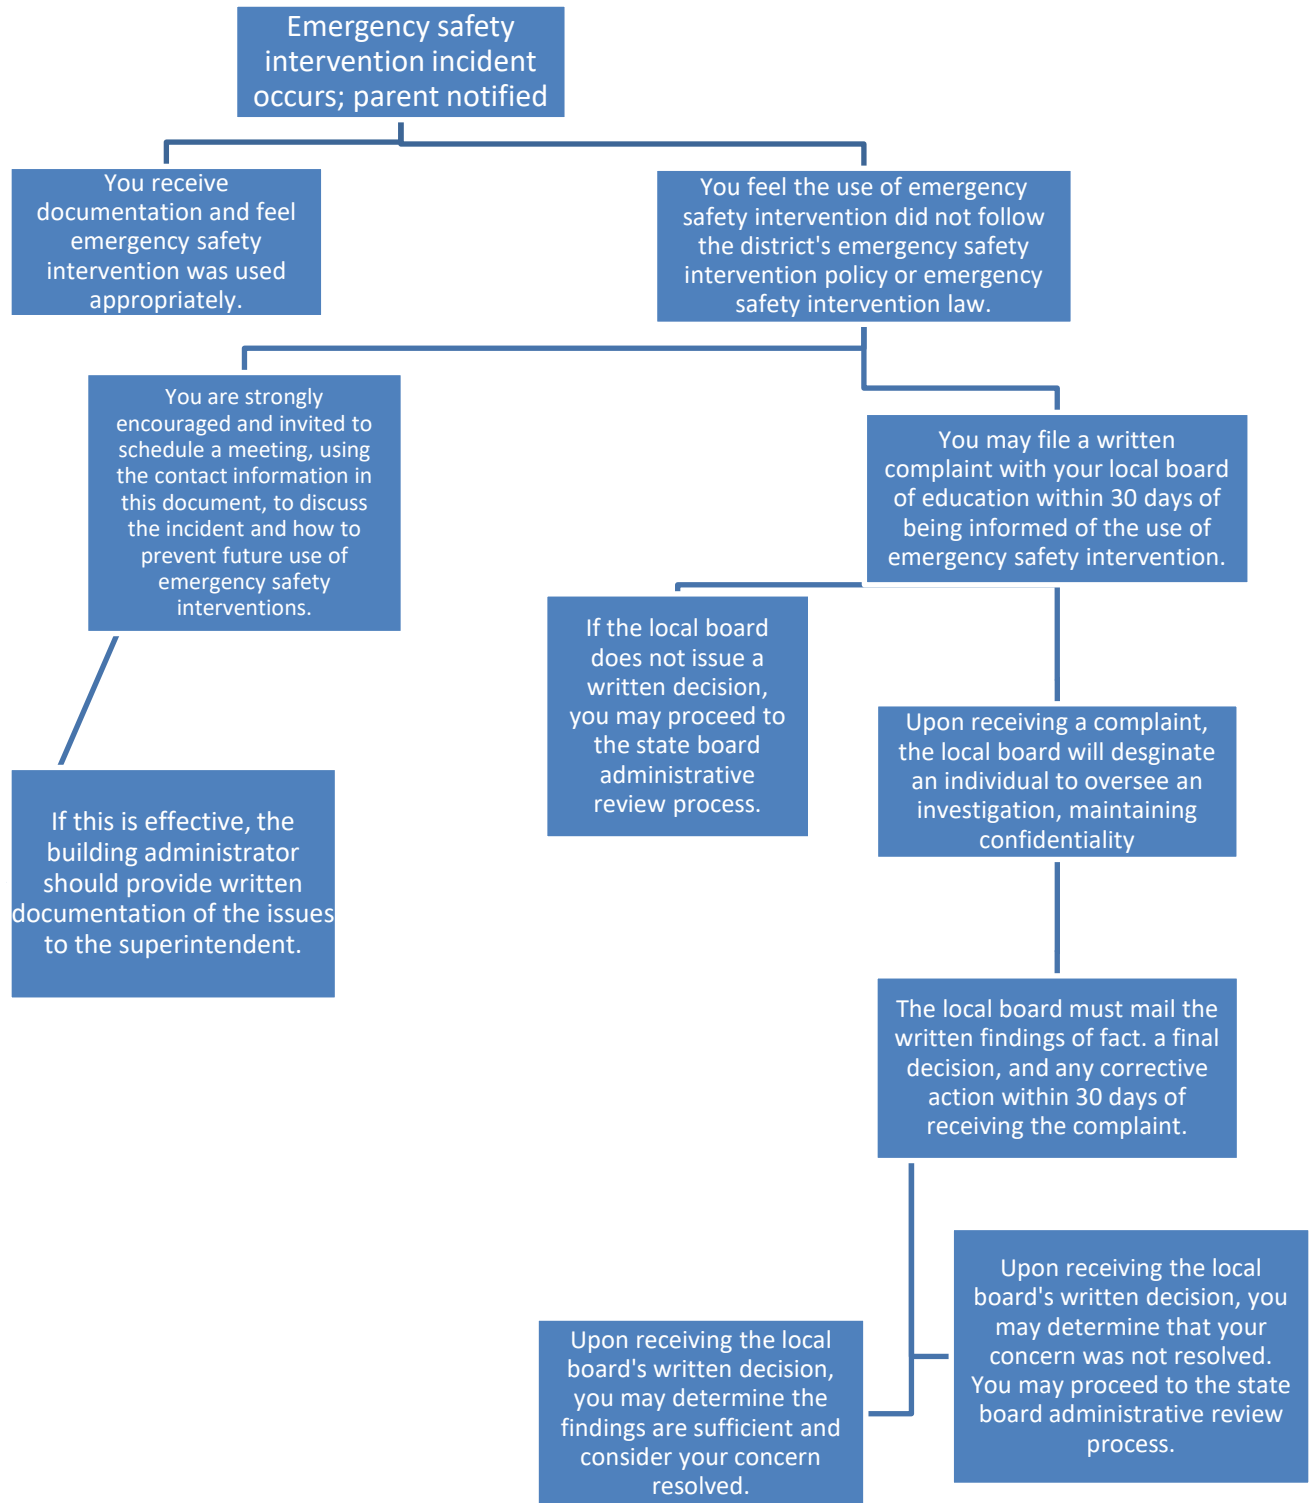 Emergency safety
intervention incident
occurs; parent notified
You receive
documentation and feel
emergency safety
intervention was used
appropriately.
You feel the use of emergency
safety intervention did not follow
the district's emergency safety
intervention policy or emergency
safety intervention law.
You are strongly
encouraged and invited to
schedule a meeting, using
the contact information in
this document, to discuss
the incident and how to
prevent future use of
emergency safety
interventions.
You may file a written
complaint with your local board
of education within 30 days of
being informed of the use of
emergency safety intervention.
If the local board
does not issue a
written decision,
you may proceed to
the state board
administrative
review process.
Upon receiving a complaint,
the local board will desginate
an individual to oversee an
investigation, maintaining
confidentiality
If this is effective, the
building administrator
should provide written
documentation of the issues
to the superintendent.
The local board must mail the
written findings of fact. a final
decision, and any corrective
action within 30 days of
receiving the complaint.
Upon receiving the local
board's written decision, you
may determine that your
concern was not resolved.
You may proceed to the state
board administrative review
process.
Upon receiving the local
board's written decision,
you may determine the
findings are sufficient and
consider your concern
resolved.